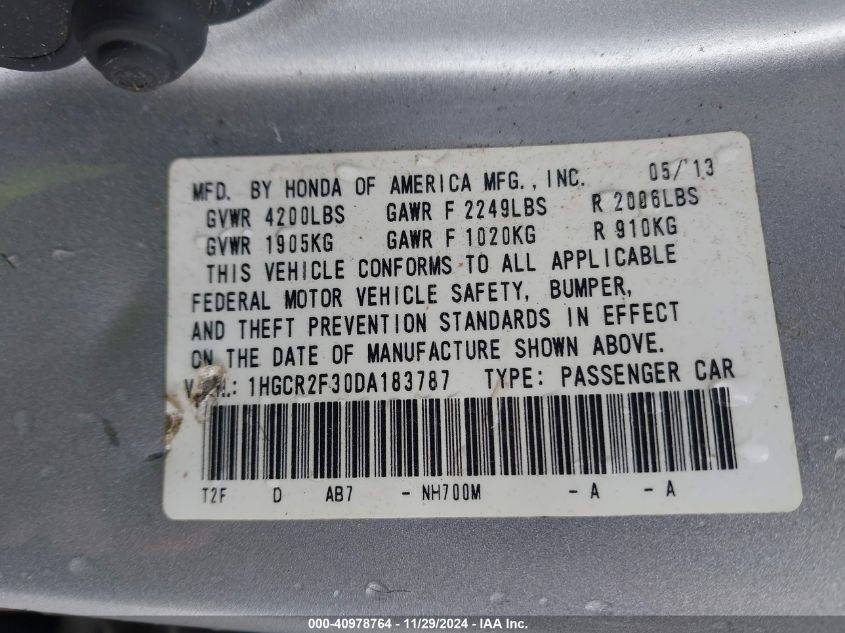 MFD. BY HONDA OF AMERICA MFG., INC. 05/'13
GVWR 4200LBS GAWR F 2249LBS R 2006LBS
GVWR 1905KG GAWR F 1020KG R 910KG
THIS VEHICLE CONFORMS TO ALL APPLICABLE
FEDERAL MOTOR VEHICLE SAFETY, BUMPER,
AND THEFT PREVENTION STANDARDS IN EFFECT
ON THE DATE OF MANUFACTURE SHOWN ABOVE.
V.I.N.: 1HGCR2F30DA183787 TYPE: PASSENGER CAR
T2F D AB7 - NH700M - A - A
000-40978764 - 11/29/2024 - IAA Inc.